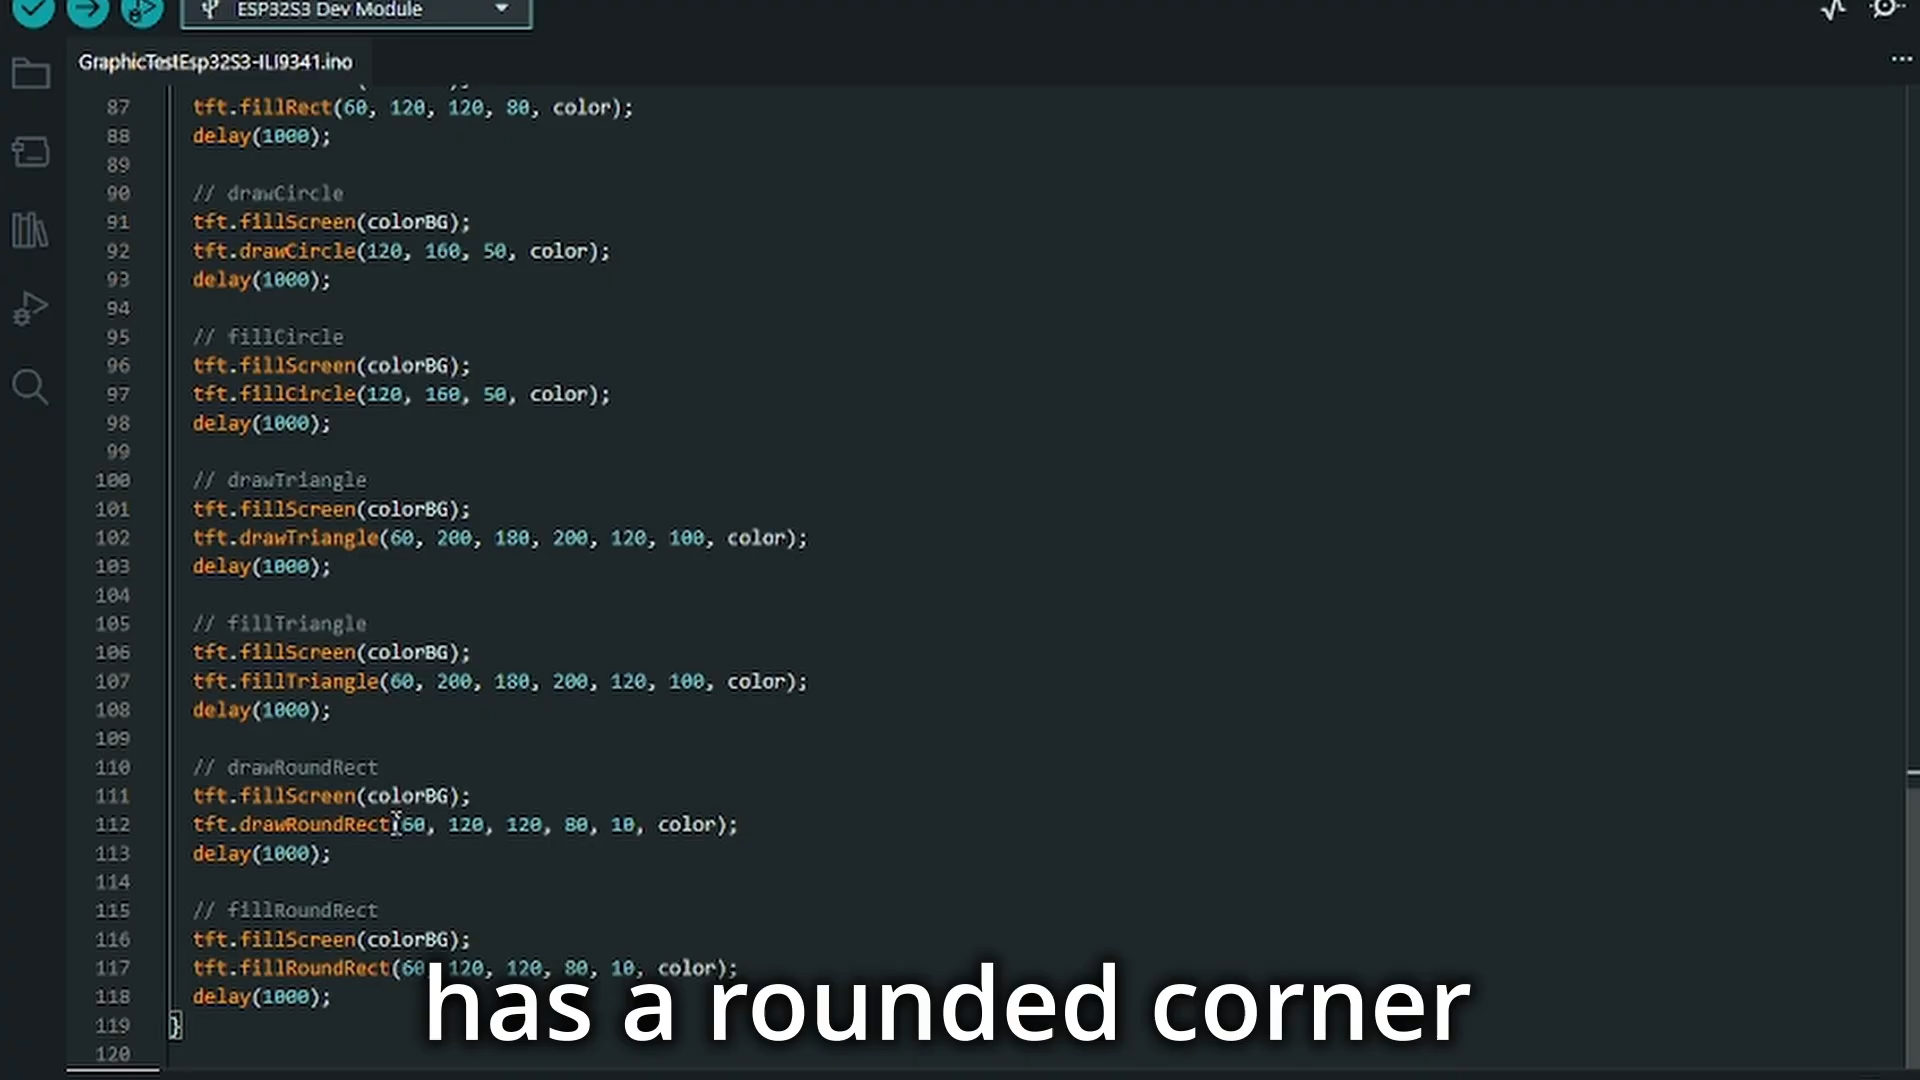 ESP32S3 Dev Module
GraphicTestEsp32S3-ILI9341.ino
87 tft.fillRect(60, 120, 120, 80, color);
88 delay(1000);
89
90 // drawCircle
91 tft.fillScreen(colorBG);
92 tft.drawCircle(120, 160, 50, color);
93 delay(1000);
94
95 // fillCircle
96 tft.fillScreen(colorBG);
97 tft.fillCircle(120, 160, 50, color);
98 delay(1000);
99
100 // drawTriangle
101 tft.fillScreen(colorBG);
102 tft.drawTriangle(60, 200, 180, 200, 120, 100, color);
103 delay(1000);
104
105 // fillTriangle
106 tft.fillScreen(colorBG);
107 tft.fillTriangle(60, 200, 180, 200, 120, 100, color);
108 delay(1000);
109
110 // drawRoundRect
111 tft.fillScreen(colorBG);
112 tft.drawRoundRect(60, 120, 120, 80, 10, color);
113 delay(1000);
114
115 // fillRoundRect
116 tft.fillScreen(colorBG);
117 tft.fillRoundRect(60, 120, 120, 80, 10, color);
118 delay(1000);
119 }
120
has a rounded corner